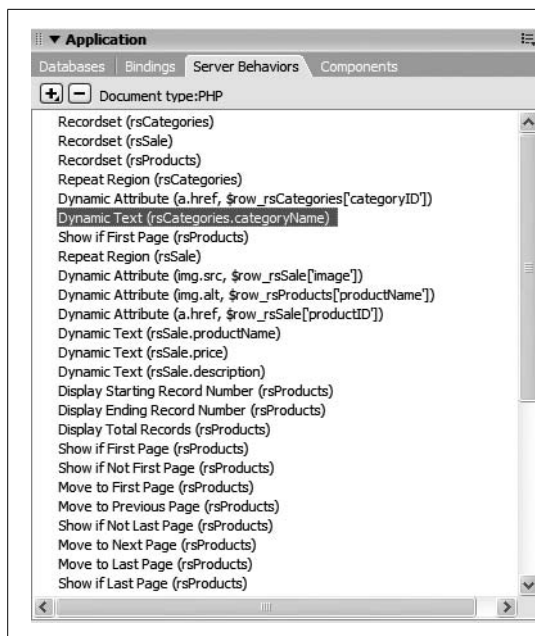 Application
Databases Bindings Server Behaviors Components
Document type:PHP
Recordset (rsCategories)
Recordset (rsSale)
Recordset (rsProducts)
Repeat Region (rsCategories)
Dynamic Attribute (a.href, $row_rsCategories['categoryID'])
Dynamic Text (rsCategories.categoryName)
Show if First Page (rsProducts)
Repeat Region (rsSale)
Dynamic Attribute (img.src, $row_rsSale['image'])
Dynamic Attribute (img.alt, $row_rsProducts['productName'])
Dynamic Attribute (a.href, $row_rsSale['productID'])
Dynamic Text (rsSale.productName)
Dynamic Text (rsSale.price)
Dynamic Text (rsSale.description)
Display Starting Record Number (rsProducts)
Display Ending Record Number (rsProducts)
Display Total Records (rsProducts)
Show if First Page (rsProducts)
Show if Not First Page (rsProducts)
Move to First Page (rsProducts)
Move to Previous Page (rsProducts)
Show if Not Last Page (rsProducts)
Move to Next Page (rsProducts)
Move to Last Page (rsProducts)
Show if Last Page (rsProducts)